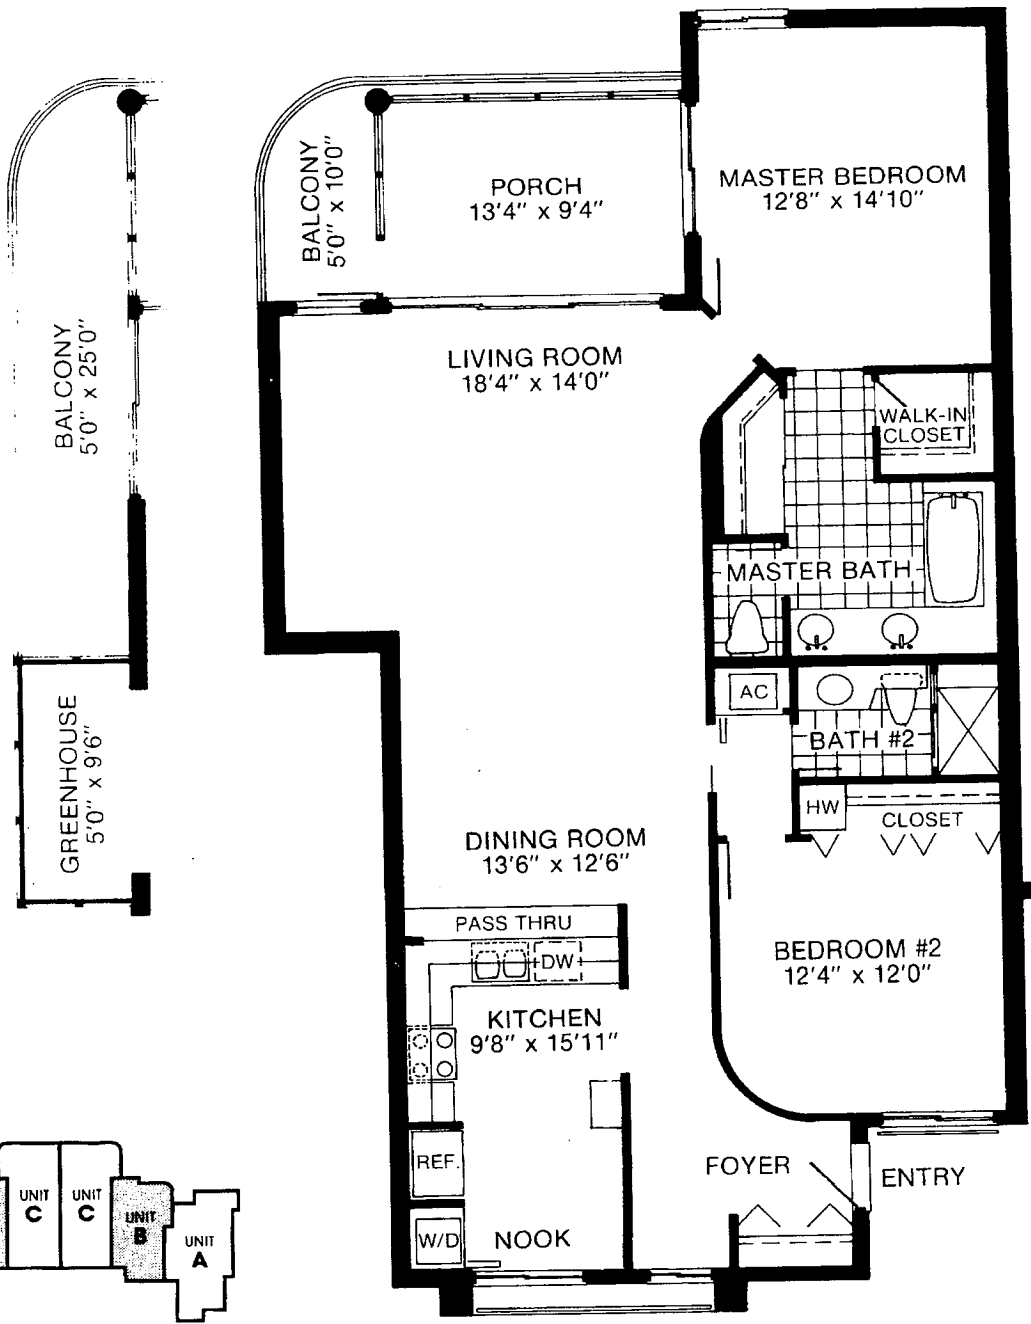 BALCONY
5'0" x 10'0"
PORCH
13'4" x 9'4"
MASTER BEDROOM
12'8" x 14'10"
BALCONY
5'0" x 25'0"
LIVING ROOM
18'4" x 14'0"
WALK-IN
CLOSET
MASTER BATH
AC
BATH #2
GREENHOUSE
5'0" x 9'6"
HW
CLOSET
DINING ROOM
13'6" x 12'6"
PASS THRU
DW
BEDROOM #2
12'4" x 12'0"
KITCHEN
9'8" x 15'11"
REF.
FOYER
ENTRY
W/D
NOOK
UNIT
C
UNIT
C
UNIT
B
UNIT
A